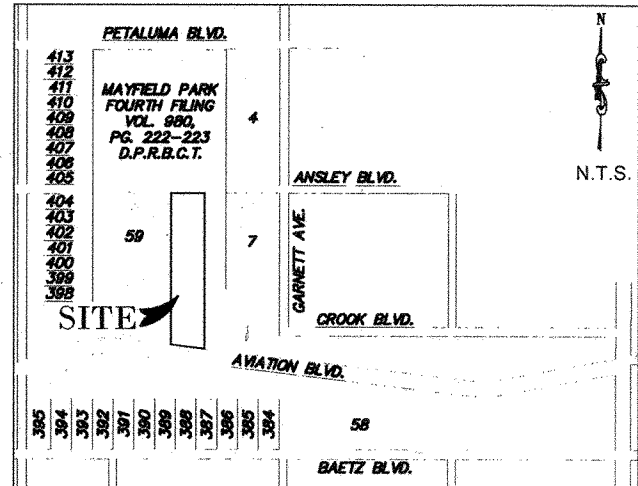 PETALUMA BLVD.
N
413
412
411
410
409
408
407
406
405
MAYFIELD PARK
FOURTH FILING
VOL. 980,
PG. 222-223
D.P.R.B.C.T.
4
N.T.S.
ANSLEY BLVD.
404
403
402
401
400
399
398
59
7
GARNETT AVE.
SITE
CROOK BLVD.
AVIATION BLVD.
395
394
393
392
391
390
389
388
387
386
385
384
58
BAETZ BLVD.